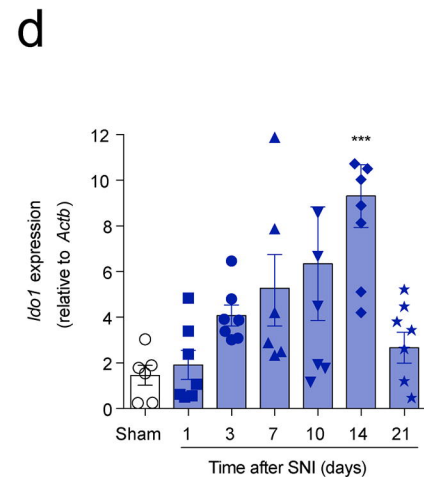 d
Ido1 expression
(relative to Actb)
12
10
8
6
4
2
0
***
Sham 1 3 7 10 14 21
Time after SNI (days)